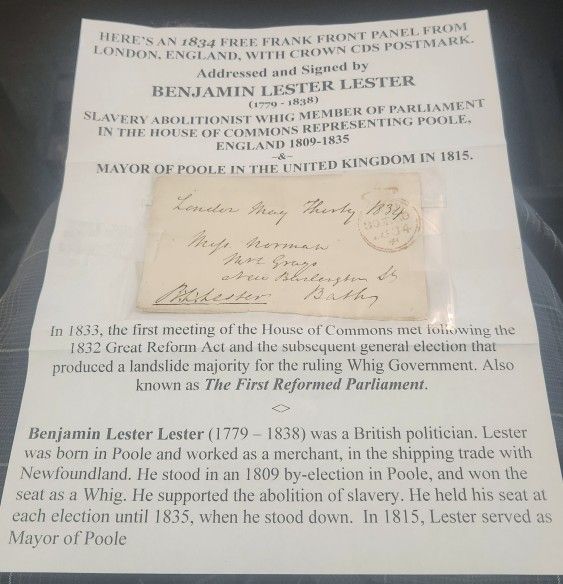 HERE'S AN 1834 FREE FRANK FRONT PANEL FROM
LONDON, ENGLAND, WITH CROWN CDS POSTMARK.
Addressed and Signed by
BENJAMIN LESTER LESTER
(1779 - 1838)
SLAVERY ABOLITIONIST WHIG MEMBER OF PARLIAMENT
IN THE HOUSE OF COMMONS REPRESENTING POOLE,
ENGLAND 1809-1835
-&-
MAYOR OF POOLE IN THE UNITED KINGDOM IN 1815.
London May Thirty 1834
1834
Miss Norman
Mrs Grays
New Burlington St
B L Lester Bath
In 1833, the first meeting of the House of Commons met following the
1832 Great Reform Act and the subsequent general election that
produced a landslide majority for the ruling Whig Government. Also
known as The First Reformed Parliament.
Benjamin Lester Lester (1779 – 1838) was a British politician. Lester
was born in Poole and worked as a merchant, in the shipping trade with
Newfoundland. He stood in an 1809 by-election in Poole, and won the
seat as a Whig. He supported the abolition of slavery. He held his seat at
each election until 1835, when he stood down. In 1815, Lester served as
Mayor of Poole